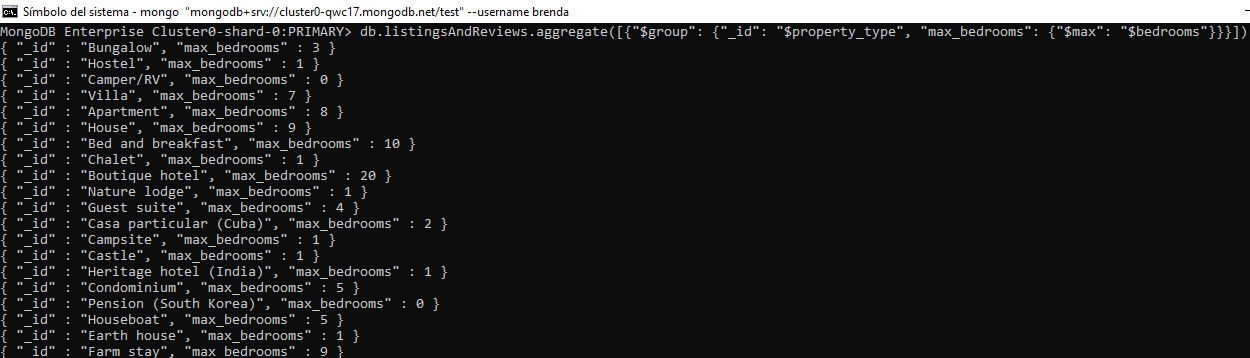 Símbolo del sistema - mongo "mongodb+srv://cluster0-qwc17.mongodb.net/test" --username brenda
MongoDB Enterprise Cluster0-shard-0:PRIMARY> db.listingsAndReviews.aggregate([{"$group": {"_id": "$property_type", "max_bedrooms": {"$max": "$bedrooms"}}}])
{ "_id" : "Bungalow", "max_bedrooms" : 3 }
{ "_id" : "Hostel", "max_bedrooms" : 1 }
{ "_id" : "Camper/RV", "max_bedrooms" : 0 }
{ "_id" : "Villa", "max_bedrooms" : 7 }
{ "_id" : "Apartment", "max_bedrooms" : 8 }
{ "_id" : "House", "max_bedrooms" : 9 }
{ "_id" : "Bed and breakfast", "max_bedrooms" : 10 }
{ "_id" : "Chalet", "max_bedrooms" : 1 }
{ "_id" : "Boutique hotel", "max_bedrooms" : 20 }
{ "_id" : "Nature lodge", "max_bedrooms" : 1 }
{ "_id" : "Guest suite", "max_bedrooms" : 4 }
{ "_id" : "Casa particular (Cuba)", "max_bedrooms" : 2 }
{ "_id" : "Campsite", "max_bedrooms" : 1 }
{ "_id" : "Castle", "max_bedrooms" : 1 }
{ "_id" : "Heritage hotel (India)", "max_bedrooms" : 1 }
{ "_id" : "Condominium", "max_bedrooms" : 5 }
{ "_id" : "Pension (South Korea)", "max_bedrooms" : 0 }
{ "_id" : "Houseboat", "max_bedrooms" : 5 }
{ "_id" : "Earth house", "max_bedrooms" : 1 }
{ "_id" : "Farm stay", "max_bedrooms" : 9 }